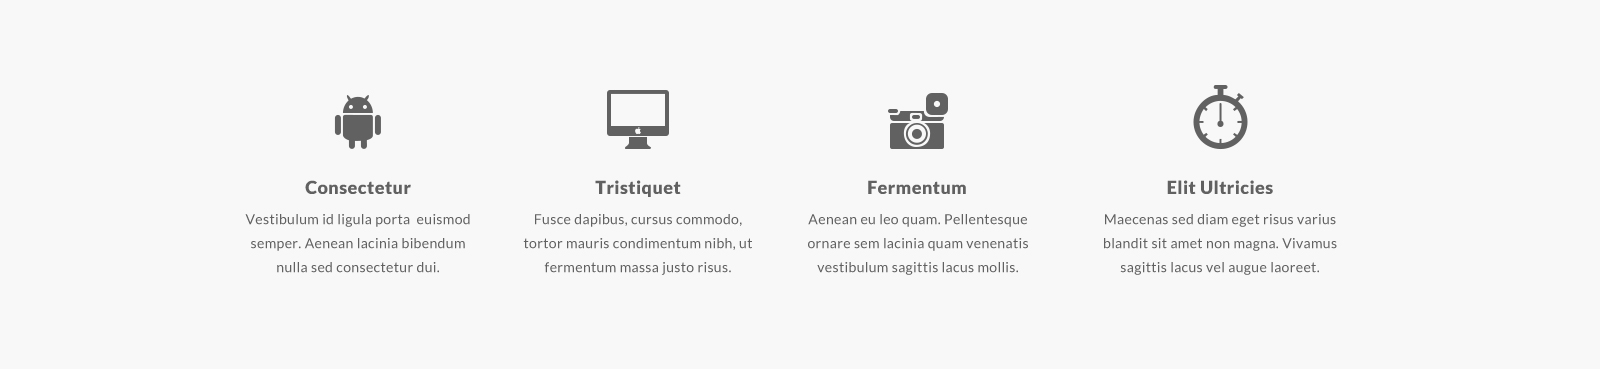 Consectetur
Vestibulum id ligula porta  euismod
semper. Aenean lacinia bibendum
nulla sed consectetur dui.
Tristiquet
Fusce dapibus, cursus commodo,
tortor mauris condimentum nibh, ut
fermentum massa justo risus.
Fermentum
Aenean eu leo quam. Pellentesque
ornare sem lacinia quam venenatis
vestibulum sagittis lacus mollis.
Elit Ultricies
Maecenas sed diam eget risus varius
blandit sit amet non magna. Vivamus
sagittis lacus vel augue laoreet.